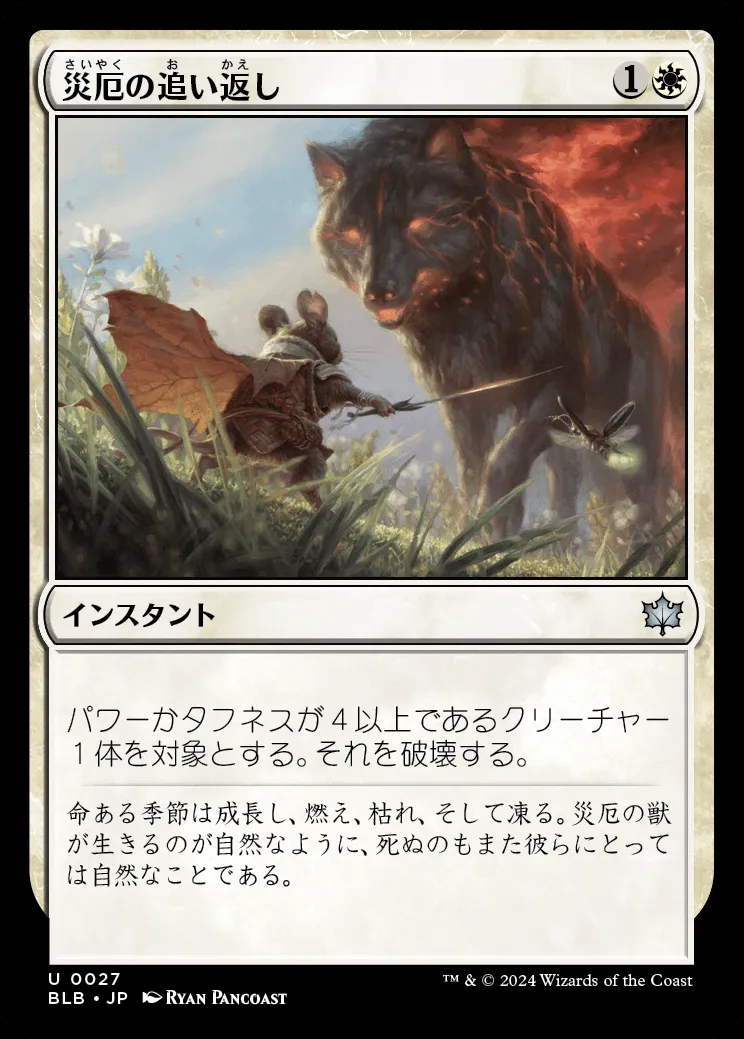 さいやく お かえ
災厄の追い返し 1
インスタント
パワーかタフネスが4以上であるクリーチャー
1体を対象とする。それを破壊する。
命ある季節は成長し、燃え、枯れ、そして凍る。災厄の獣
が生きるのが自然なように、死ぬのもまた彼らにとって
は自然なことである。
U 0027
BLB • JP RYAN PANCOAST
™ & © 2024 Wizards of the Coast